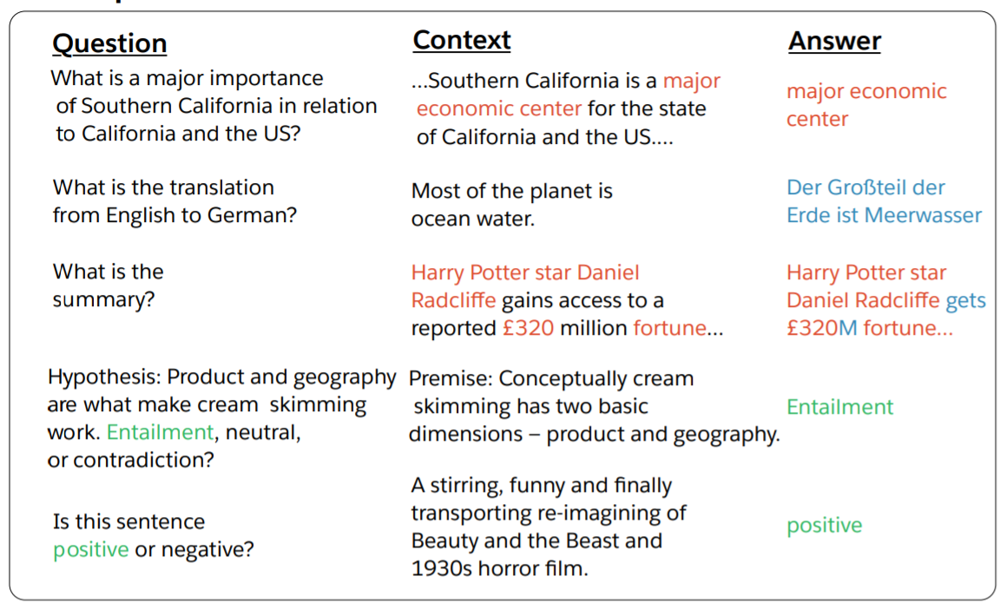 Question
Context
Answer
What is a major importance
of Southern California in relation
to California and the US?
...Southern California is a major
economic center for the state
of California and the US....
major economic
center
What is the translation
from English to German?
Most of the planet is
ocean water.
Der Großteil der
Erde ist Meerwasser
What is the
summary?
Harry Potter star Daniel
Radcliffe gains access to a
reported £320 million fortune...
Harry Potter star
Daniel Radcliffe gets
£320M fortune...
Hypothesis: Product and geography
are what make cream skimming
work. Entailment, neutral,
or contradiction?
Premise: Conceptually cream
skimming has two basic
dimensions – product and geography.
Entailment
Is this sentence
positive or negative?
A stirring, funny and finally
transporting re-imagining of
Beauty and the Beast and
1930s horror film.
positive